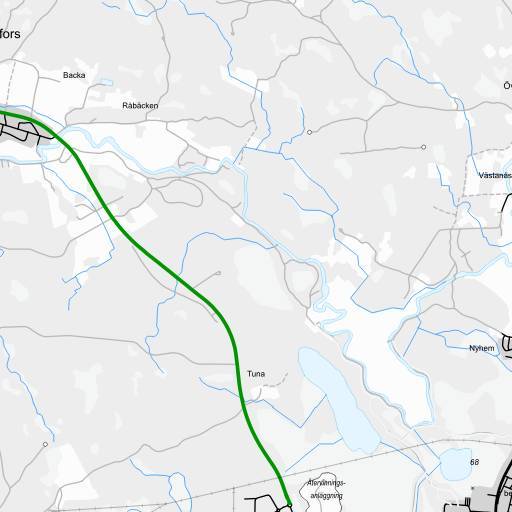 fors
Backa
Råbäcken
Västanås
Nyhem
Tuna
68
Återvinnings-
anläggning